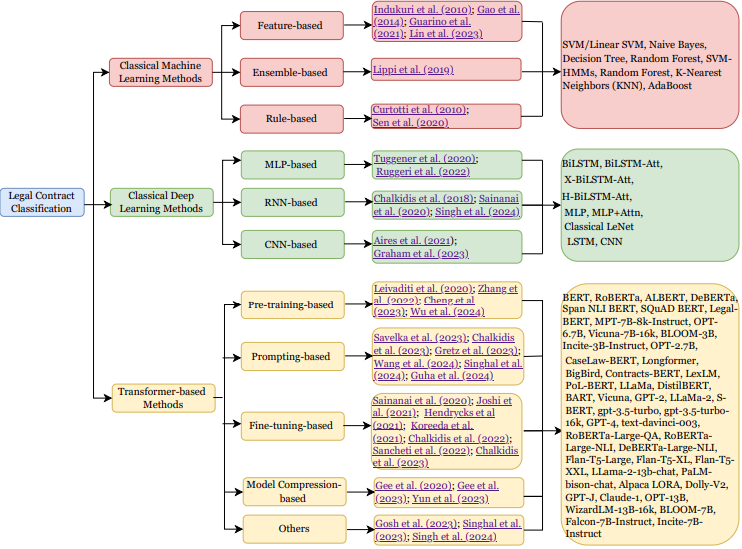 Legal Contract
Classification
Classical Machine
Learning Methods
Feature-based
Indukuri et al. (2010); Gao et al.
(2014); Guarino et al.
(2021); Lin et al. (2023)
Ensemble-based
Lippi et al. (2019)
Rule-based
Curtotti et al. (2010);
Sen et al. (2020)
SVM/Linear SVM, Naive Bayes,
Decision Tree, Random Forest, SVM-
HMMs, Random Forest, K-Nearest
Neighbors (KNN), AdaBoost
Classical Deep
Learning Methods
MLP-based
Tuggener et al. (2020);
Ruggeri et al. (2022)
RNN-based
Chalkidis et al. (2018); Sainanai
et al. (2020); Singh et al. (2024)
CNN-based
Aires et al. (2021);
Graham et al. (2023)
BiLSTM, BiLSTM-Att,
X-BiLSTM-Att,
H-BiLSTM-Att,
MLP, MLP+Attn,
Classical LeNet
LSTM, CNN
Transformer-based
Methods
Pre-training-based
Leivaditi et al. (2020); Zhang et
al. (2022); Cheng et al.
(2023); Wu et al. (2024)
Prompting-based
Savelka et al. (2023); Chalkidis
et al. (2023); Gretz et al. (2023);
Wang et al. (2024); Singhal et al.
(2024); Guha et al. (2024)
Fine-tuning-based
Sainanai et al. (2020); Joshi et al.
(2021); Hendrycks et al
(2021); Koreeda et al.
(2021); Chalkidis et al. (2022);
Sancheti et al. (2022); Chalkidis
et al. (2023)
Model Compression-
based
Gee et al. (2020); Gee et al.
(2023); Yun et al. (2023)
Others
Gosh et al. (2023); Singhal et al.
(2023); Singh et al. (2024)
BERT, RoBERTa, ALBERT, DeBERTa,
Span NLI BERT, SQuAD BERT, Legal-
BERT, MPT-7B-8k-Instruct, OPT-
6.7B, Vicuna-7B-16k, BLOOM-3B,
Incite-3B-Instruct, OPT-2.7B,
CaseLaw-BERT, Longformer,
BigBird, Contracts-BERT, LexLM,
PoL-BERT, LLaMa, DistilBERT,
BART, Vicuna, GPT-2, LLaMa-2, S-
BERT, gpt-3.5-turbo, gpt-3.5-turbo-
16k, GPT-4, text-davinci-003,
RoBERTa-Large-QA, RoBERTa-
Large-NLI, DeBERTa-Large-NLI,
Flan-T5-Large, Flan-T5-XL, Flan-T5-
XXL, LLama-2-13b-chat, PaLM-
bison-chat, Alpaca LORA, Dolly-V2,
GPT-J, Claude-1, OPT-13B,
WizardLM-13B-16k, BLOOM-7B,
Falcon-7B-Instruct, Incite-7B-
Instruct